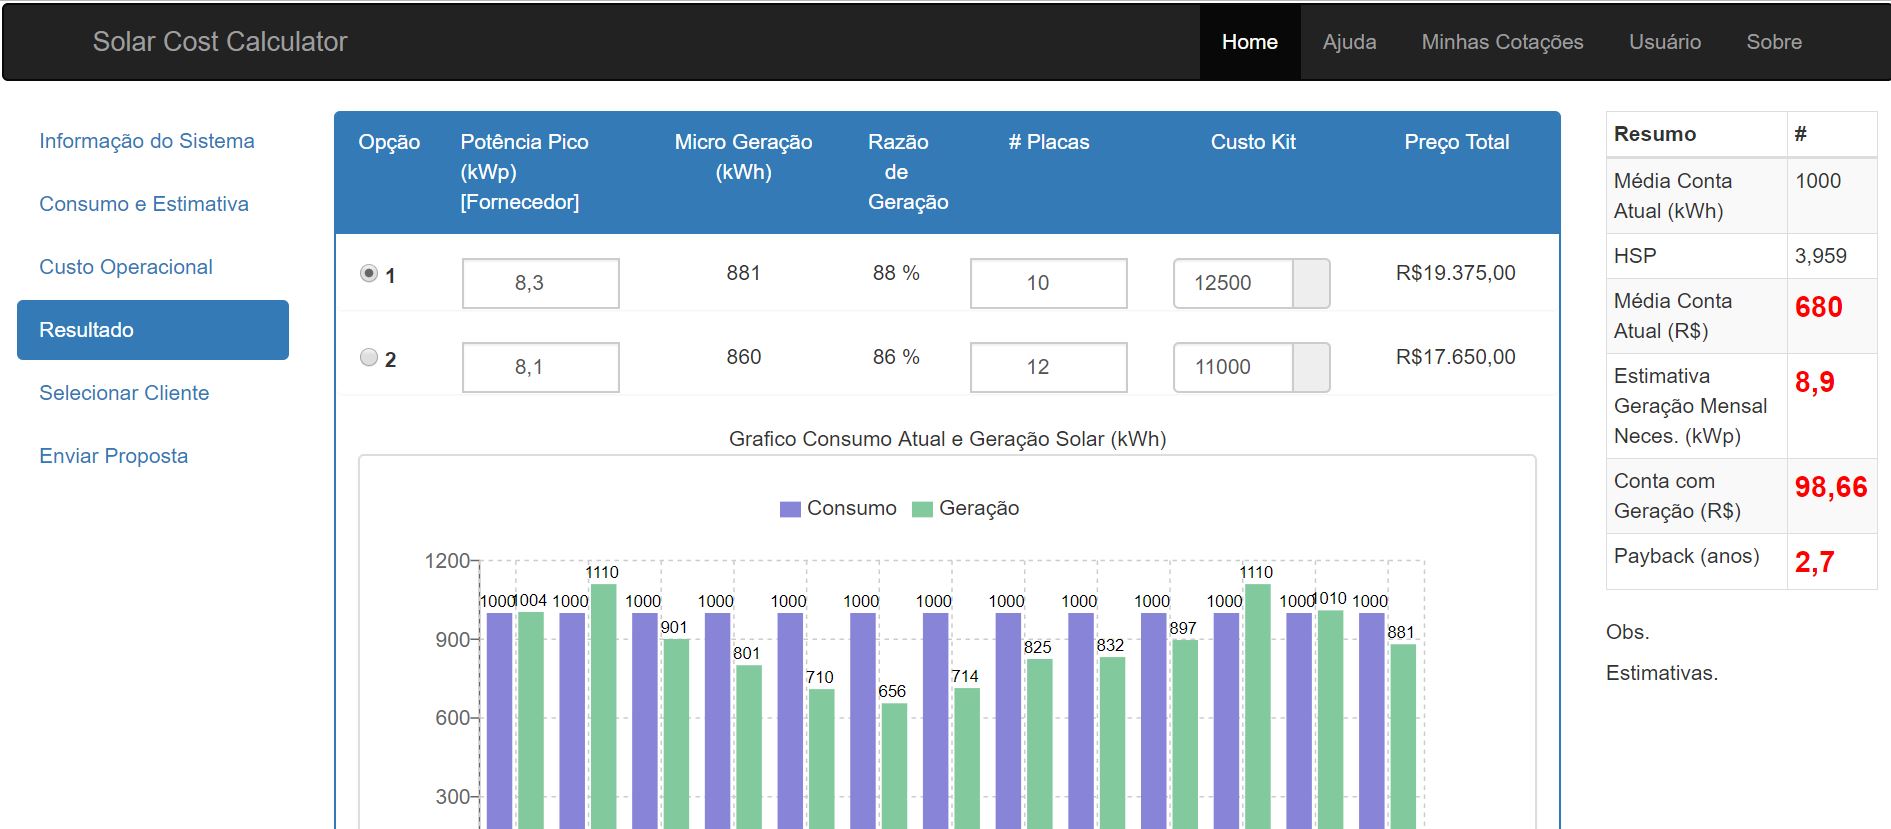 Solar Cost Calculator
Home
Ajuda
Minhas Cotações
Usuário
Sobre
Informação do Sistema
Consumo e Estimativa
Custo Operacional
Resultado
Selecionar Cliente
Enviar Proposta
Opção
Potência Pico
(kWp)
[Fornecedor]
Micro Geração
(kWh)
Razão
de
Geração
# Placas
Custo Kit
Preço Total
1
8,3
881
88 %
10
12500
R$19.375,00
2
8,1
860
86 %
12
11000
R$17.650,00
Grafico Consumo Atual e Geração Solar (kWh)
Consumo
Geração
1200
900
600
300
1000
1004
1000
1110
1000
901
1000
801
1000
710
1000
656
1000
714
1000
825
1000
832
1000
897
1000
1110
1000
1010
1000
881
Resumo
#
Média Conta
Atual (kWh)
1000
HSP
3,959
Média Conta
Atual (R$)
680
Estimativa
Geração Mensal
Neces. (kWp)
8,9
Conta com
Geração (R$)
98,66
Payback (anos)
2,7
Obs.
Estimativas.